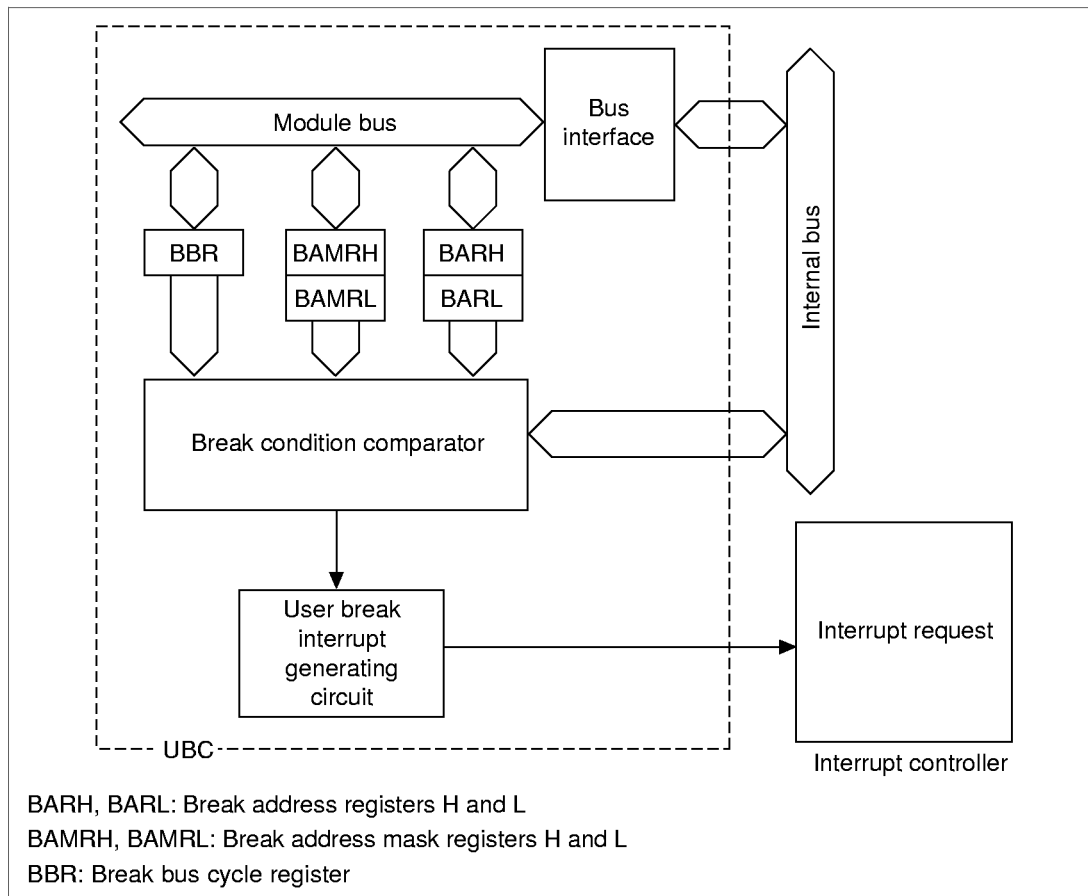 Module bus
Bus
interface
BBR
BAMRH
BAMRL
BARH
BARL
Internal bus
Break condition comparator
User break
interrupt
generating
circuit
Interrupt request
UBC
Interrupt controller
BARH, BARL: Break address registers H and L
BAMRH, BAMRL: Break address mask registers H and L
BBR: Break bus cycle register